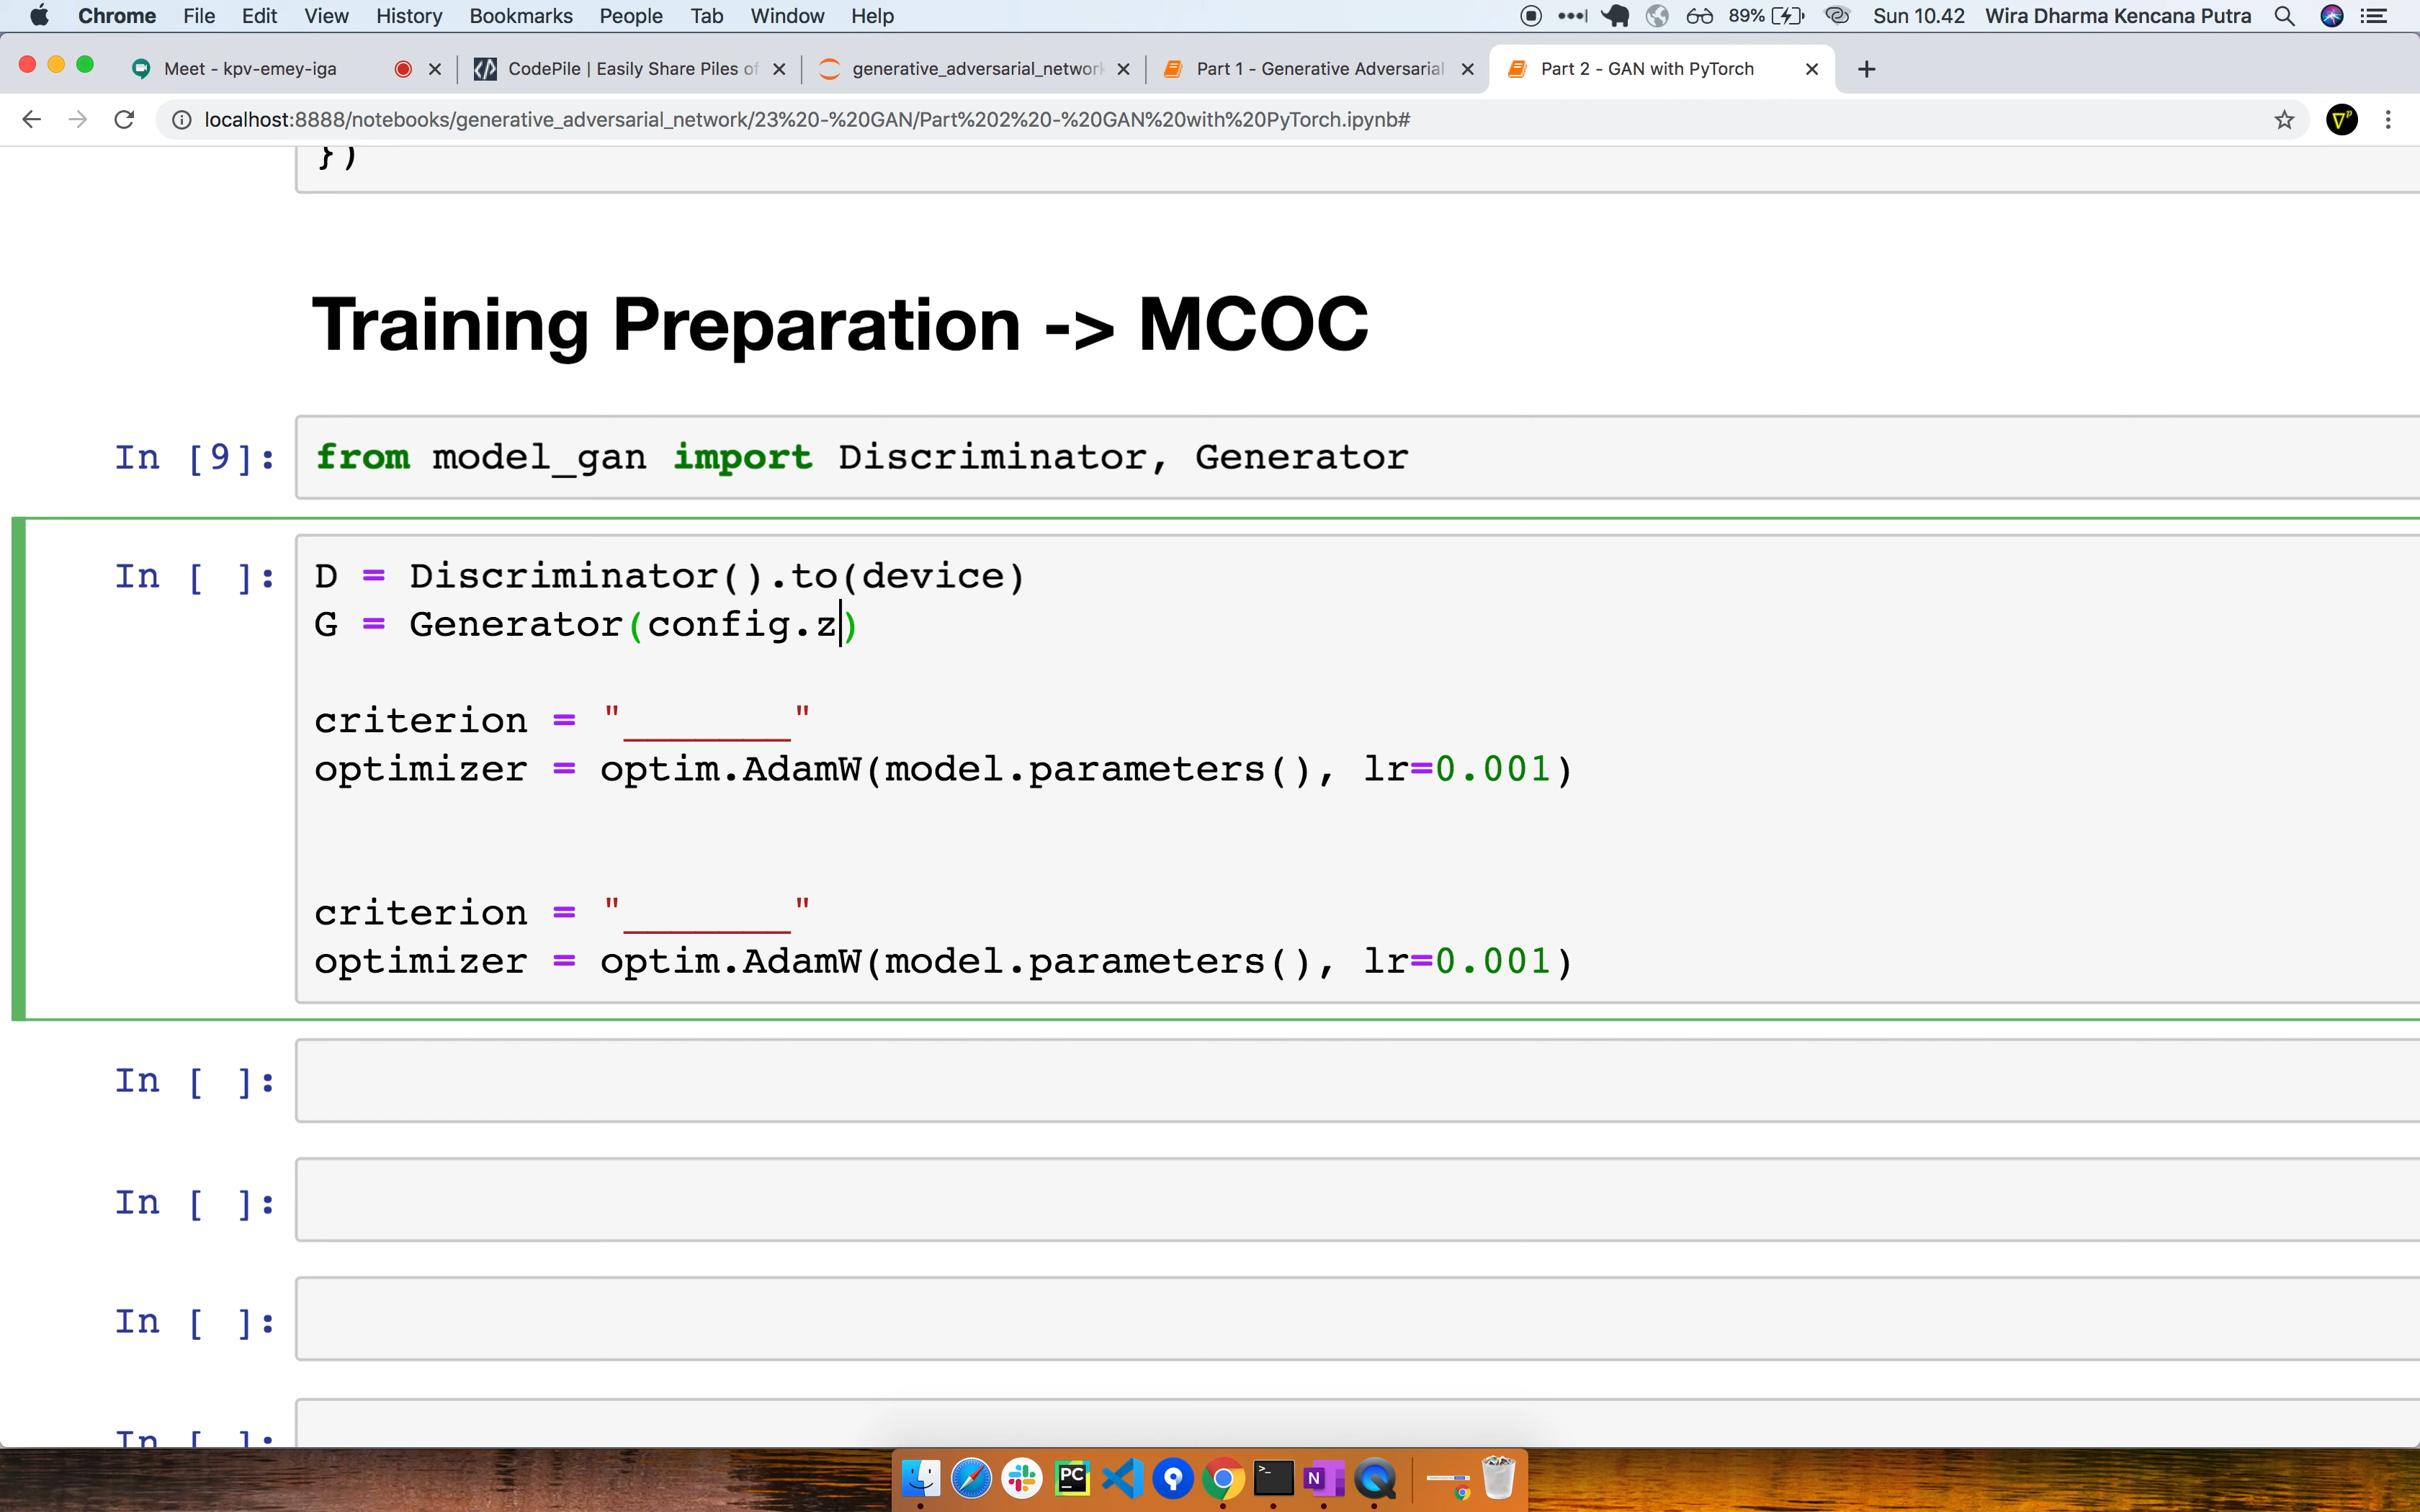 Chrome File Edit View History Bookmarks People Tab Window Help 89% Sun 10.42 Wira Dharma Kencana Putra
Meet - kpv-emey-iga CodePile | Easily Share Piles of generative_adversarial_network Part 1 - Generative Adversarial Part 2 - GAN with PyTorch
localhost:8888/notebooks/generative_adversarial_network/23%20-%20GAN/Part%202%20-%20GAN%20with%20PyTorch.ipynb#
})
Training Preparation -> MCOC
In [9]: from model_gan import Discriminator, Generator
In [ ]: D = Discriminator().to(device)
G = Generator(config.z)
criterion = "_______"
optimizer = optim.AdamW(model.parameters(), lr=0.001)
criterion = "_______"
optimizer = optim.AdamW(model.parameters(), lr=0.001)
In [ ]:
In [ ]:
In [ ]:
In [ ]: